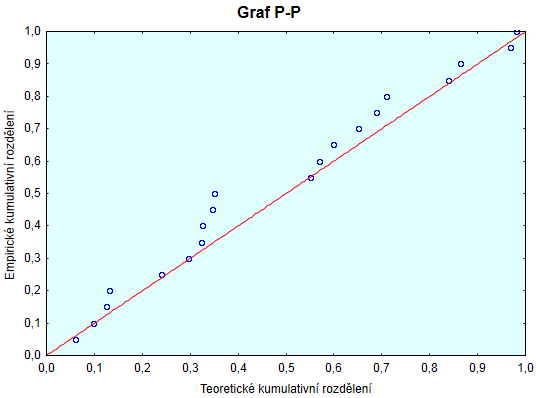 Graf P-P
1,0
0,9
0,8
0,7
0,6
0,5
0,4
0,3
0,2
0,1
0,0
Empirické kumulativní rozdělení
0,0 0,1 0,2 0,3 0,4 0,5 0,6 0,7 0,8 0,9 1,0
Teoretické kumulativní rozdělení